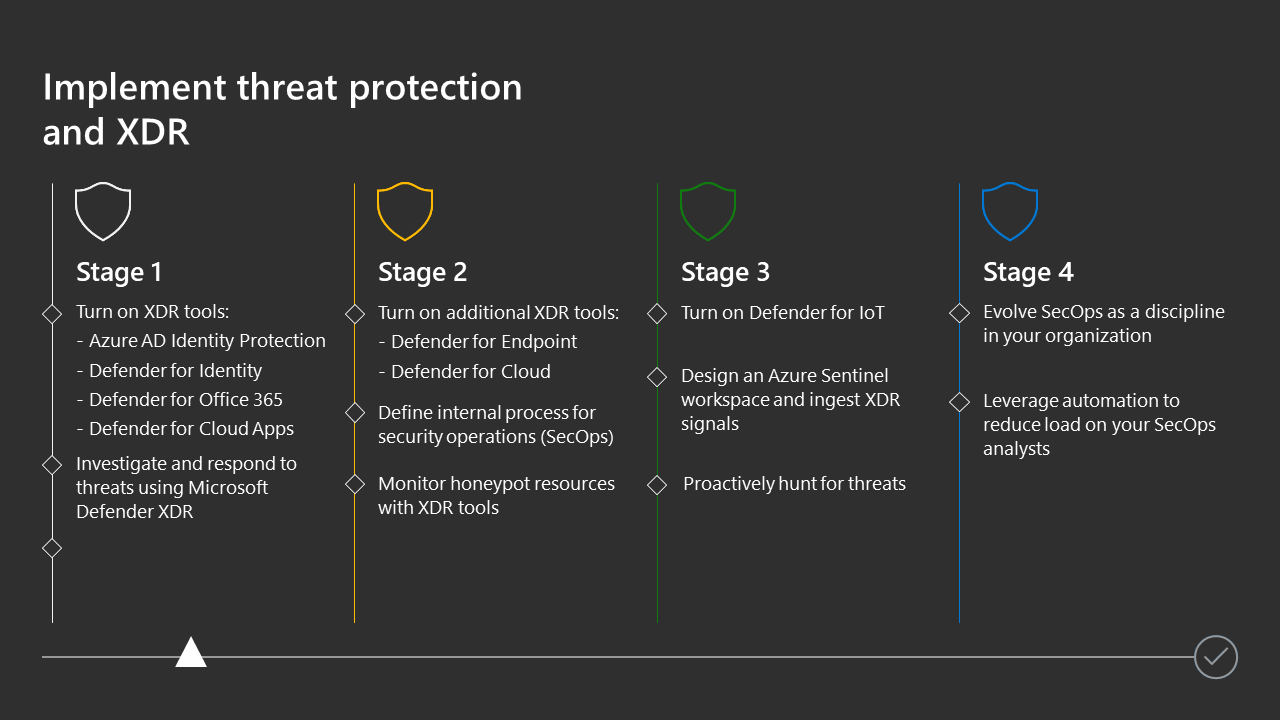 Implement threat protection
and XDR
Stage 1
Turn on XDR tools:
- Azure AD Identity Protection
- Defender for Identity
- Defender for Office 365
- Defender for Cloud Apps
Investigate and respond to
threats using Microsoft
Defender XDR
Stage 2
Turn on additional XDR tools:
- Defender for Endpoint
- Defender for Cloud
Define internal process for
security operations (SecOps)
Monitor honeypot resources
with XDR tools
Stage 3
Turn on Defender for IoT
Design an Azure Sentinel
workspace and ingest XDR
signals
Proactively hunt for threats
Stage 4
Evolve SecOps as a discipline
in your organization
Leverage automation to
reduce load on your SecOps
analysts